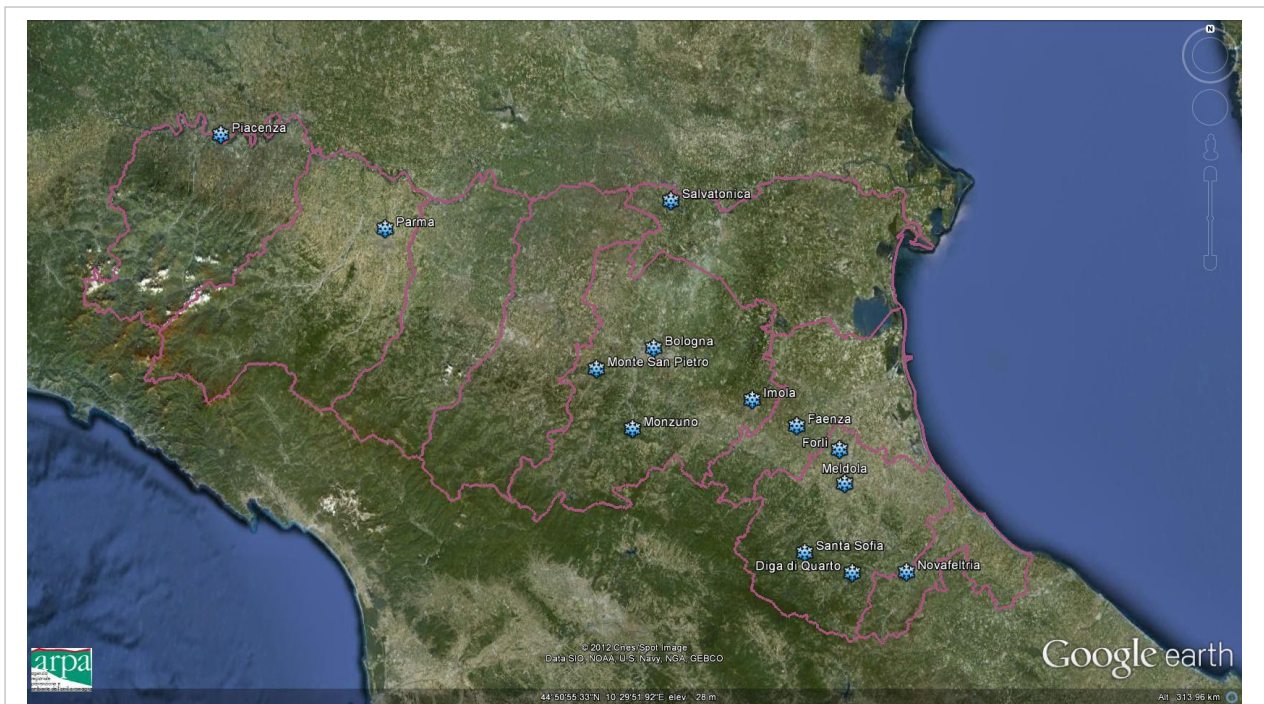 N
Piacenza
Salvatonica
Parma
Bologna
Monte San Pietro
Imola
Monzuno
Faenza
Forlì
Meldola
Santa Sofia
Diga di Quarto
Novafeltria
© 2012 Cnes/Spot Image
Data SIO, NOAA, U.S. Navy, NGA, GEBCO
Google earth
arpa
44°50'55.33"N 10°29'51.92"E elev 28 m
Alt 313.96 km